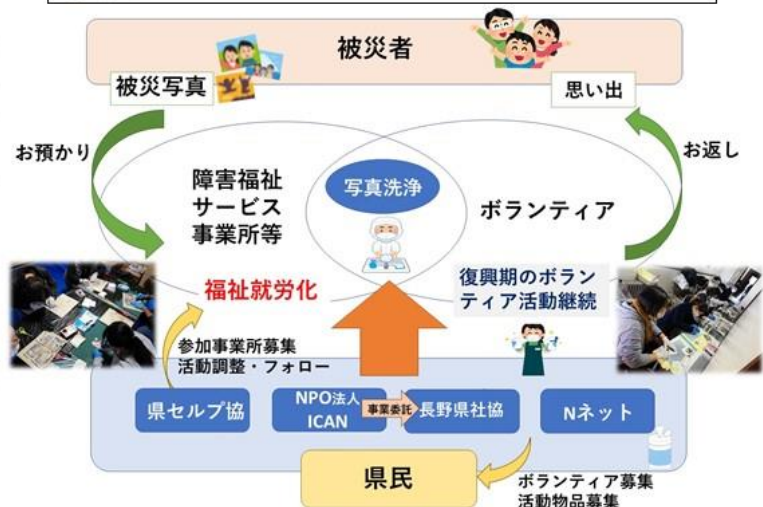 被災者
被災写真
思い出
お預かり
お返し
障害福祉
サービス
事業所等
写真洗浄
ボランティア
福祉就労化
復興期のボラン
ティア活動継続
参加事業所募集
活動調整・フォロー
県セルプ協
NPO法人
ICAN
事業委託
長野県社協
Nネット
県民
ボランティア募集
活動物品募集